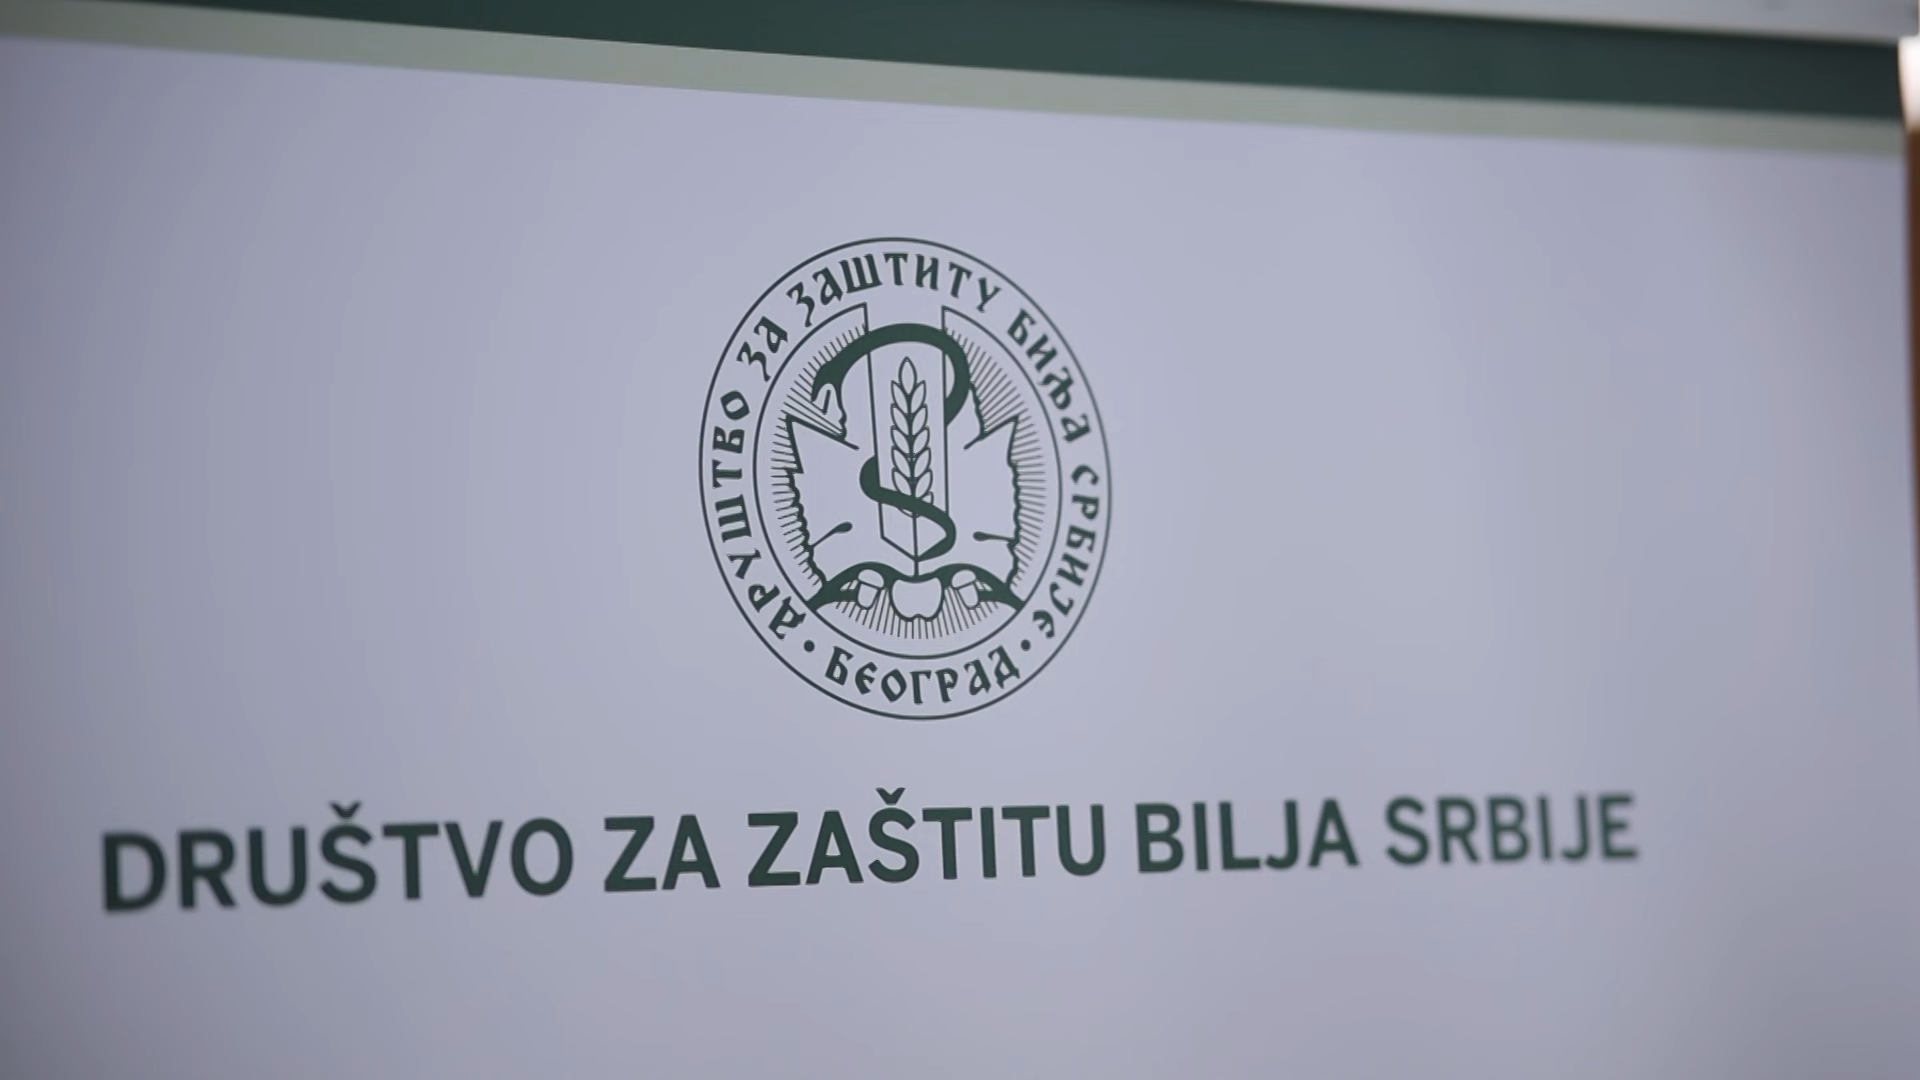 ДРУШТВО ЗА ЗАШТИТУ БИЉА СРБИЈЕ
• БЕОГРАД •
DRUŠTVO ZA ZAŠTITU BILJA SRBIJE